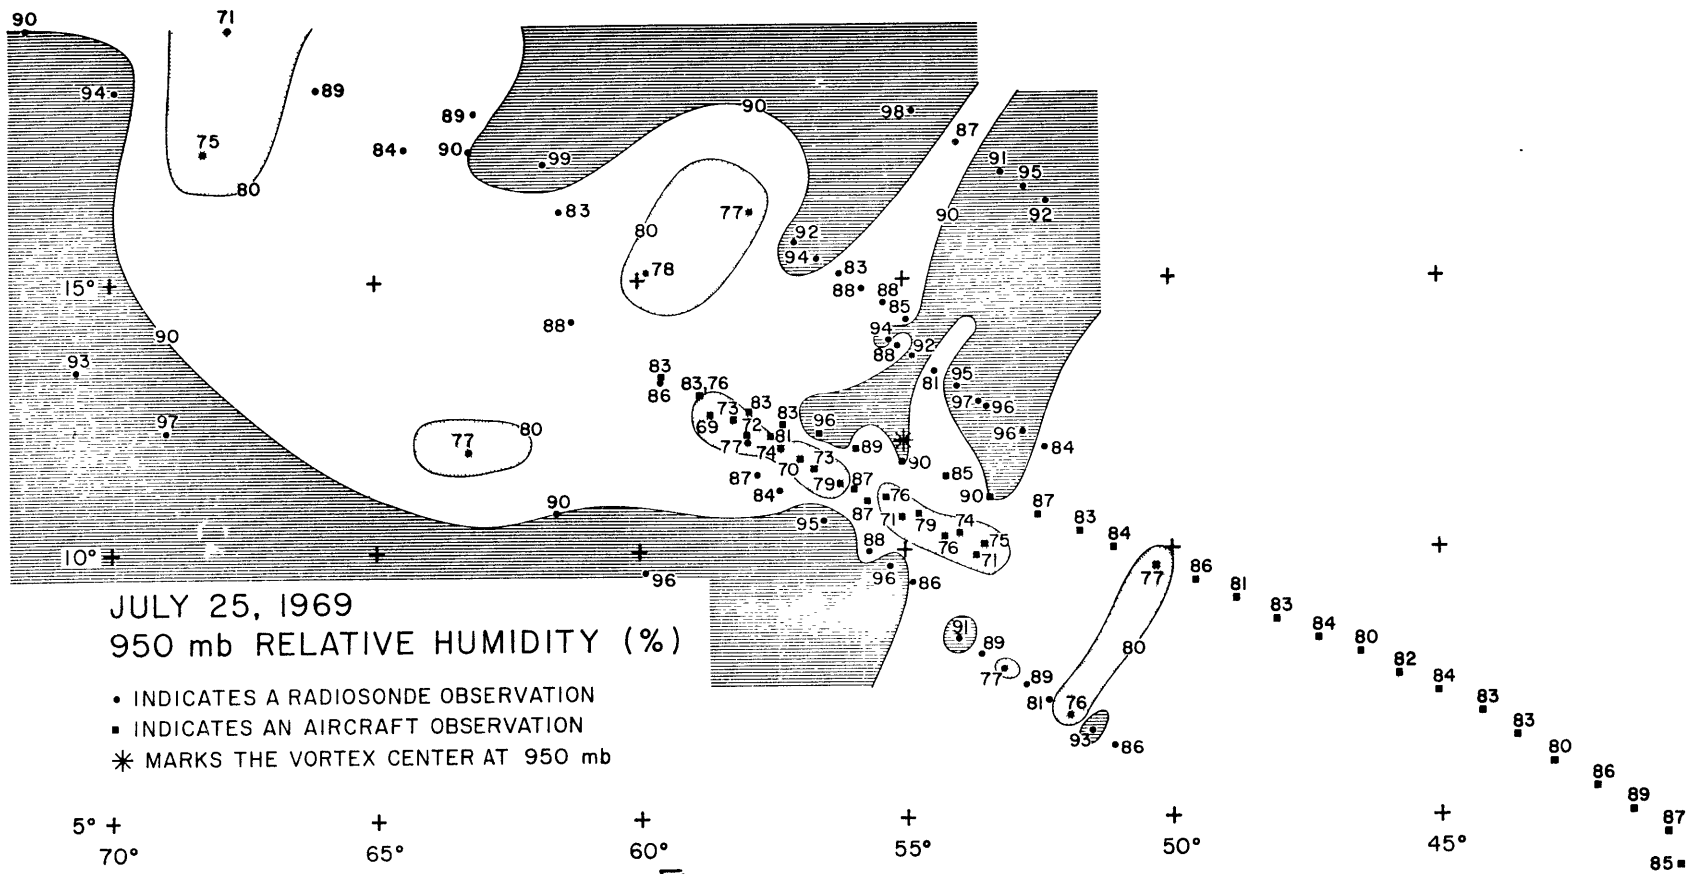 90 71
94 89
89 98 90
87
75 84 90 99
91 95
80 92
83 77 90
80
92
94 83
78
15° 88 88
85
88 94
90 88 92
93 83 81 95
86 83,76 97 96
73 83 83
69 72 81 96 96
97 77 80 77 74 89 84
90
70 73 85
87 79 87 76 90
84 87
90 95 71 79 74 83 84
88 76 75
10° 71
96 96 86 77 86
81
JULY 25, 1969 83
91 84
950 mb RELATIVE HUMIDITY (%) 89 80 80
77 82
89 84
• INDICATES A RADIOSONDE OBSERVATION 81 76 83
■ INDICATES AN AIRCRAFT OBSERVATION 83
93 86 80
✳ MARKS THE VORTEX CENTER AT 950 mb
86
89
5° 87
70° 65° 60° 55° 50° 45°
85